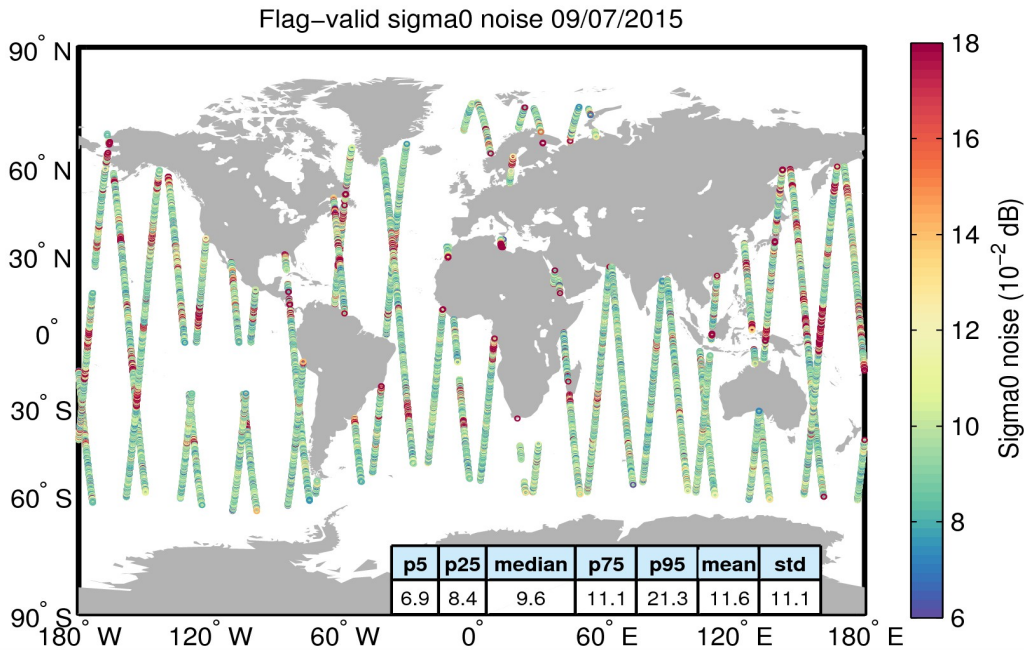 Flag−valid sigma0 noise 09/07/2015
90° N
60° N
30° N
0°
30° S
60° S
90° S
180° W 120° W 60° W 0° 60° E 120° E 180° E
p5 p25 median p75 p95 mean std
6.9 8.4 9.6 11.1 21.3 11.6 11.1
18
16
14
12
10
8
6
Sigma0 noise (10⁻² dB)